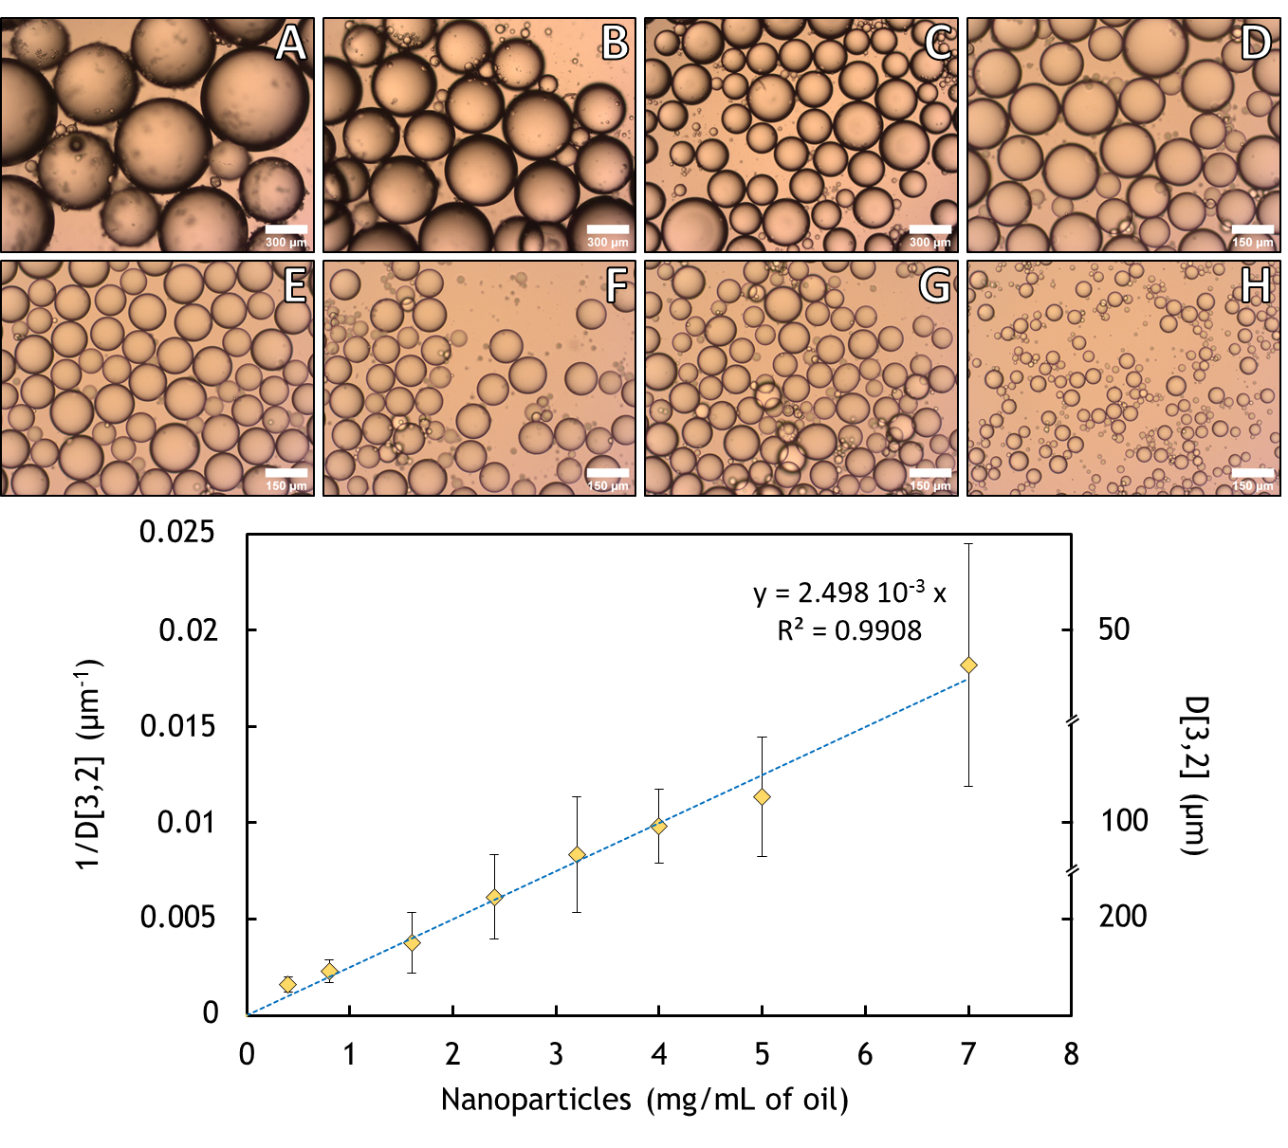 A
B
C
D
300 µm
300 µm
300 µm
150 µm
E
F
G
H
150 µm
150 µm
150 µm
150 µm
0.025
0.02
0.015
0.01
0.005
0
1/D[3,2] (µm⁻¹)
y = 2.498 10⁻³ x
R² = 0.9908
50
100
200
D[3,2] (µm)
0 1 2 3 4 5 6 7 8
Nanoparticles (mg/mL of oil)